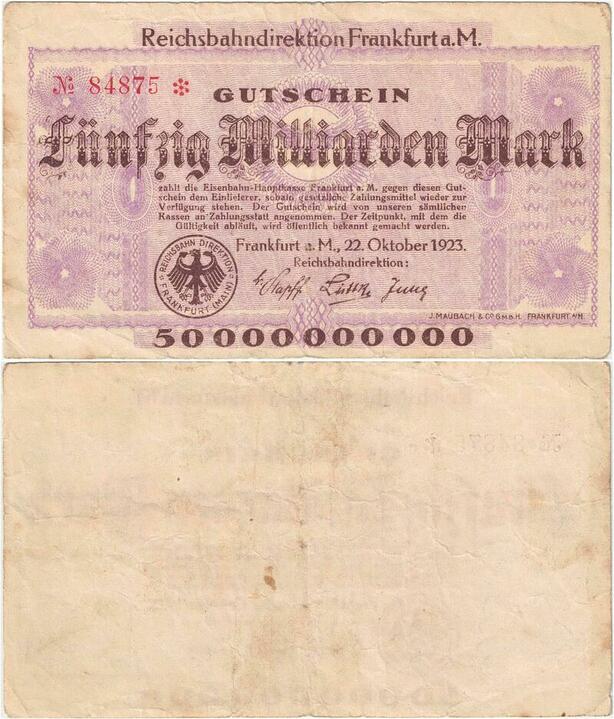 Reichsbahndirektion Frankfurt a. M.
№ 84875 *
GUTSCHEIN
Fünfzig Milliarden Mark
zahlt die Eisenbahn-Hauptkasse Frankfurt a. M. gegen diesen Gut-
schein dem Einlieferer, sobald gesetzliche Zahlungsmittel wieder zur
Verfügung stehen. Der Gutschein wird von unseren sämtlicher
Kassen an Zahlungsstatt angenommen. Der Zeitpunkt, mit dem die
Gültigkeit abläuft, wird öffentlich bekannt gemacht werden.
Frankfurt a. M., 22. Oktober 1923.
Reichsbahndirektion:
REICHSBAHN DIREKTION
FRANKFURT (MAIN)
Jung
J. MAUBACH & CO G.M.B.H. FRANKFURT A/M
50000000000